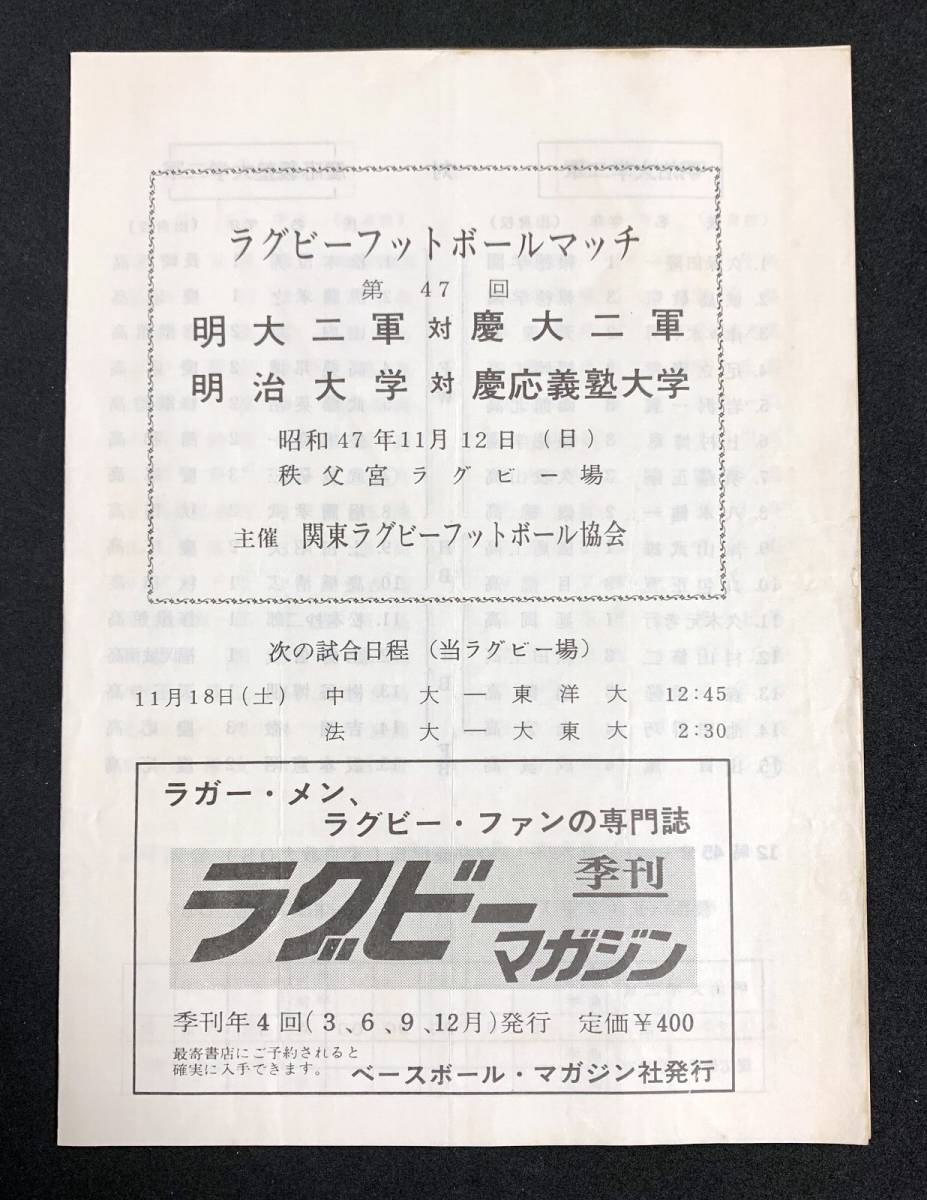 ラグビーフットボールマッチ
第 47 回
明大二軍 対 慶大二軍
明治大学 対 慶応義塾大学
昭和47年11月12日 (日)
秩父宮ラグビー場
主催 関東ラグビーフットボール協会
次の試合日程 (当ラグビー場)
11月18日(土) 中 大 ― 東 洋 大 12:45
法 大 ― 大 東 大 2:30
ラガー・メン、
ラグビー・ファンの専門誌
季刊
ラグビー
マガジン
季刊年4回(3、6、9、12月)発行 定価¥400
最寄書店にご予約されると
確実に入手できます。
ベースボール・マガジン社発行